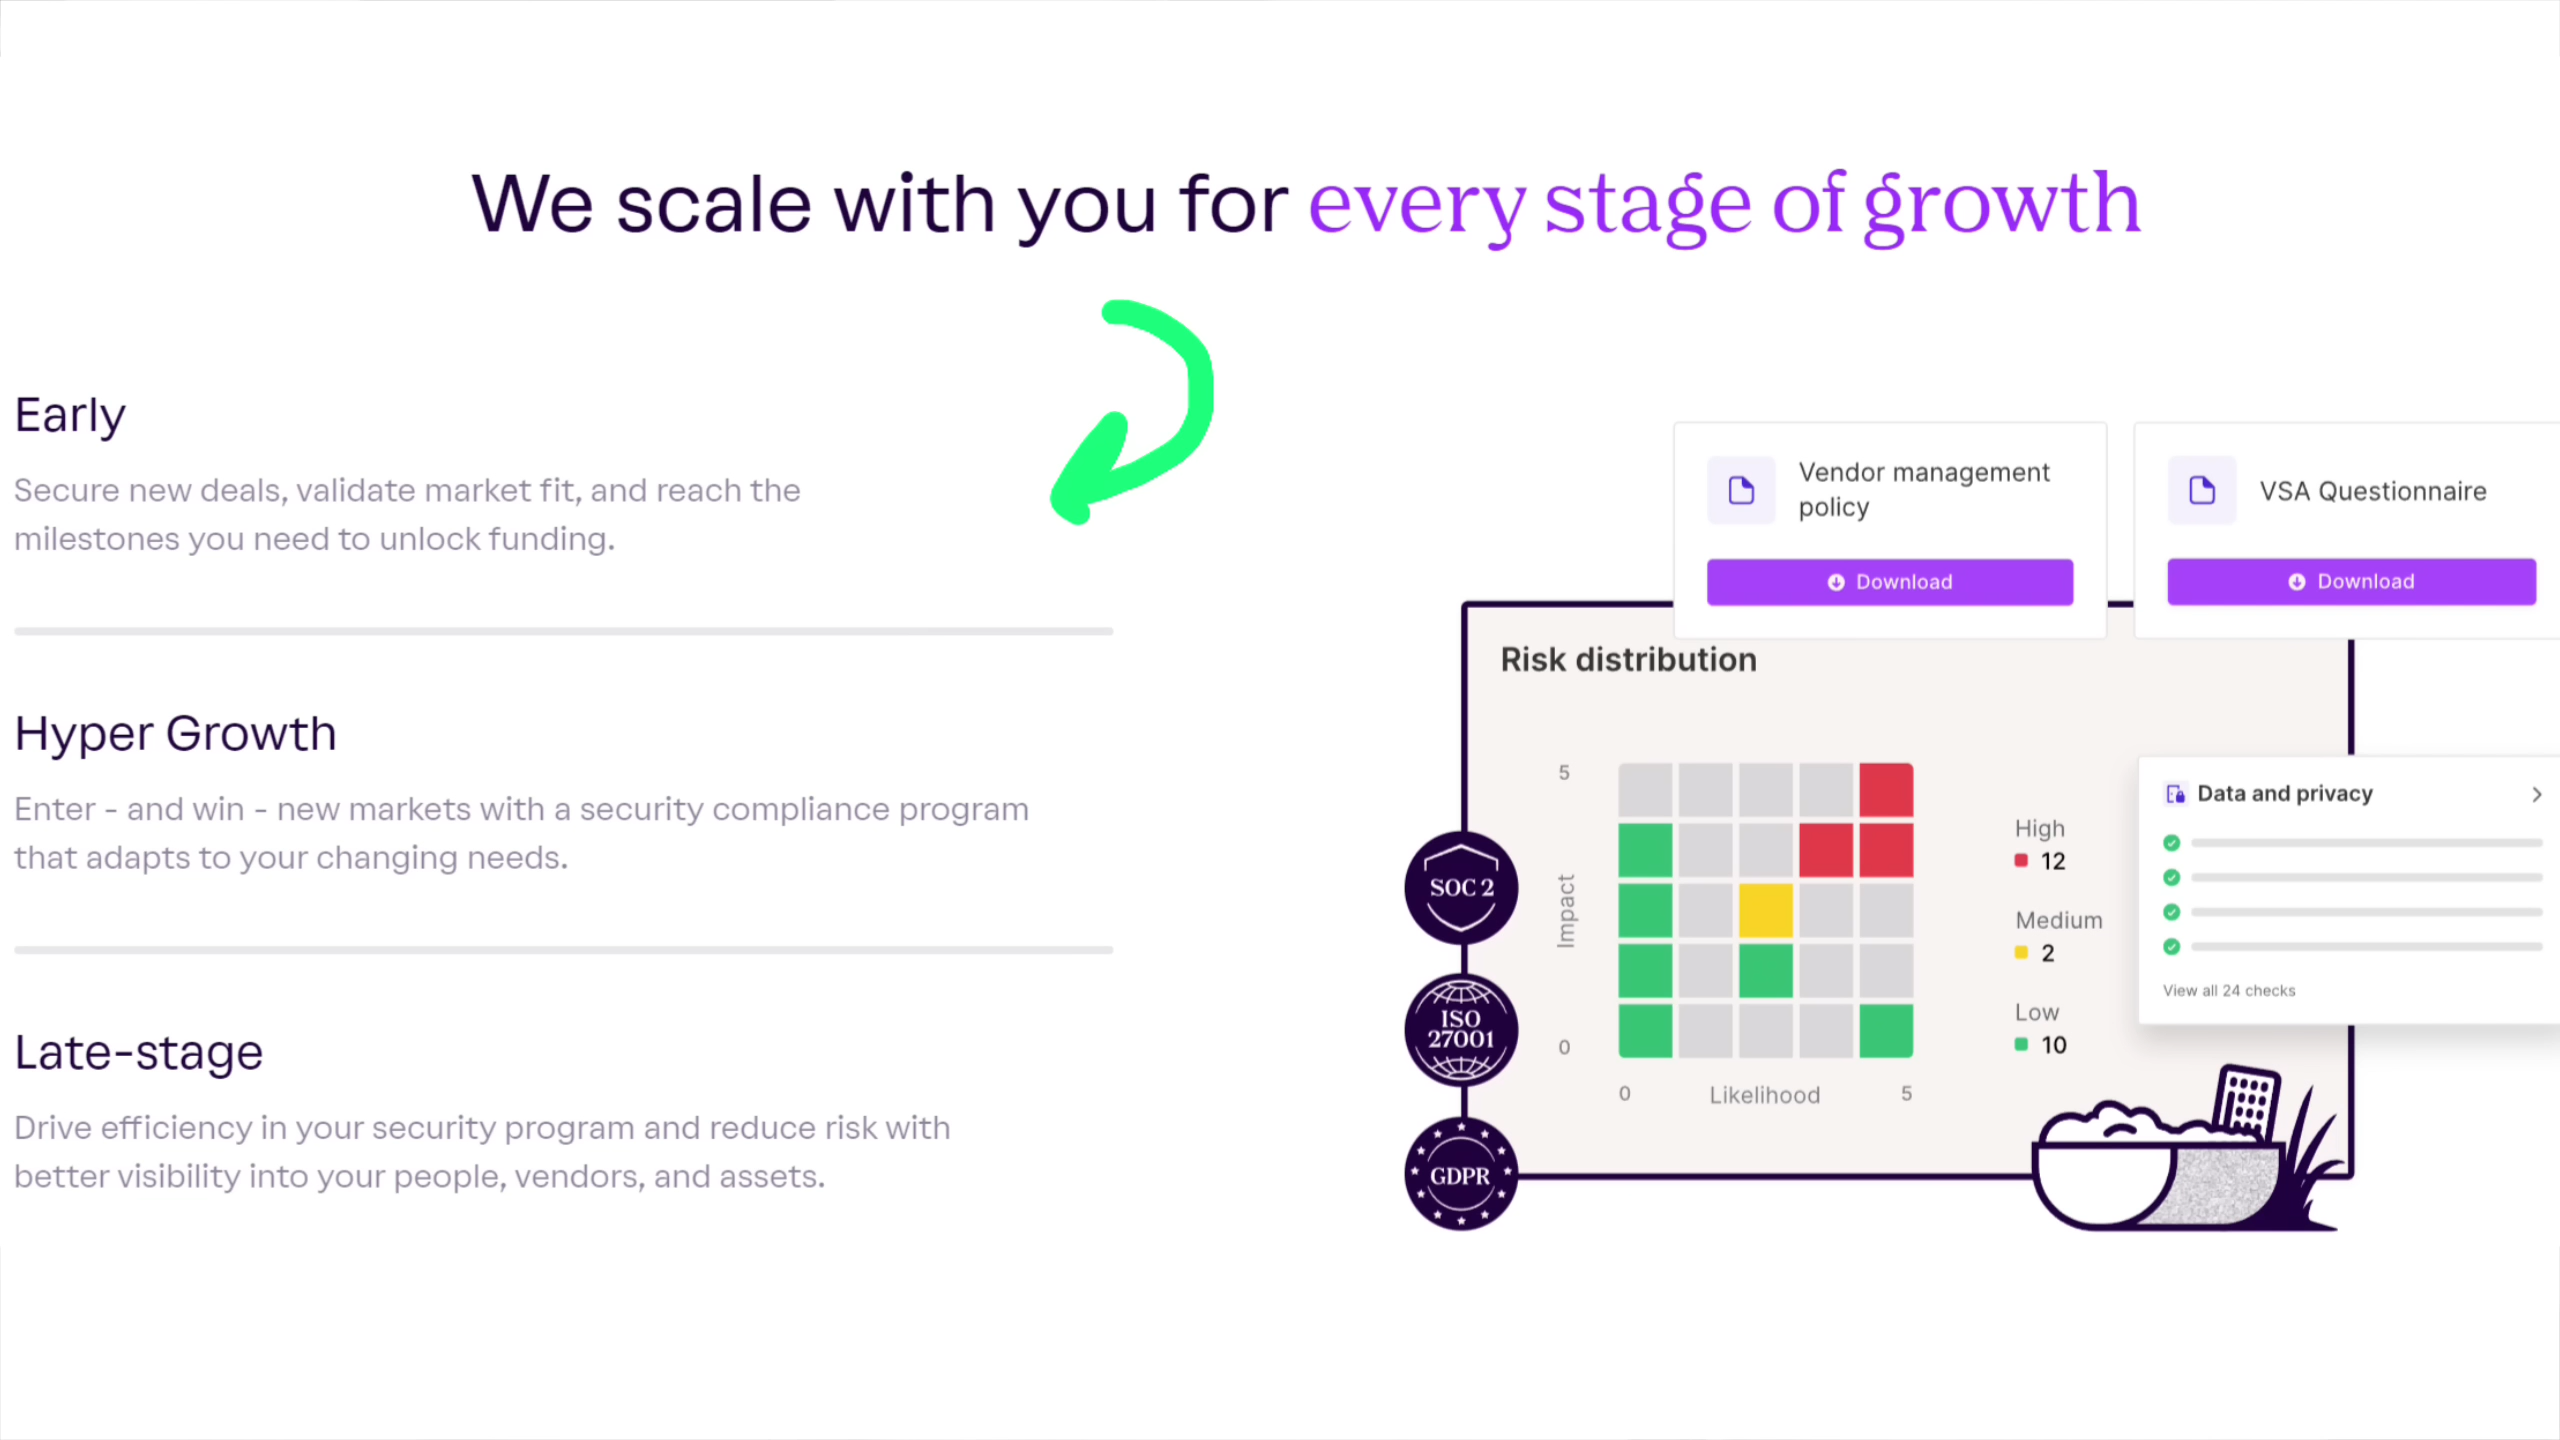 We scale with you for every stage of growth
Early
Secure new deals, validate market fit, and reach the
milestones you need to unlock funding.
Hyper Growth
Enter - and win - new markets with a security compliance program
that adapts to your changing needs.
Late-stage
Drive efficiency in your security program and reduce risk with
better visibility into your people, vendors, and assets.
Vendor management
policy
Download
VSA Questionnaire
Download
Risk distribution
5
Impact
0
0
Likelihood
5
High
12
Medium
2
Low
10
Data and privacy
View all 24 checks
SOC 2
ISO
27001
GDPR